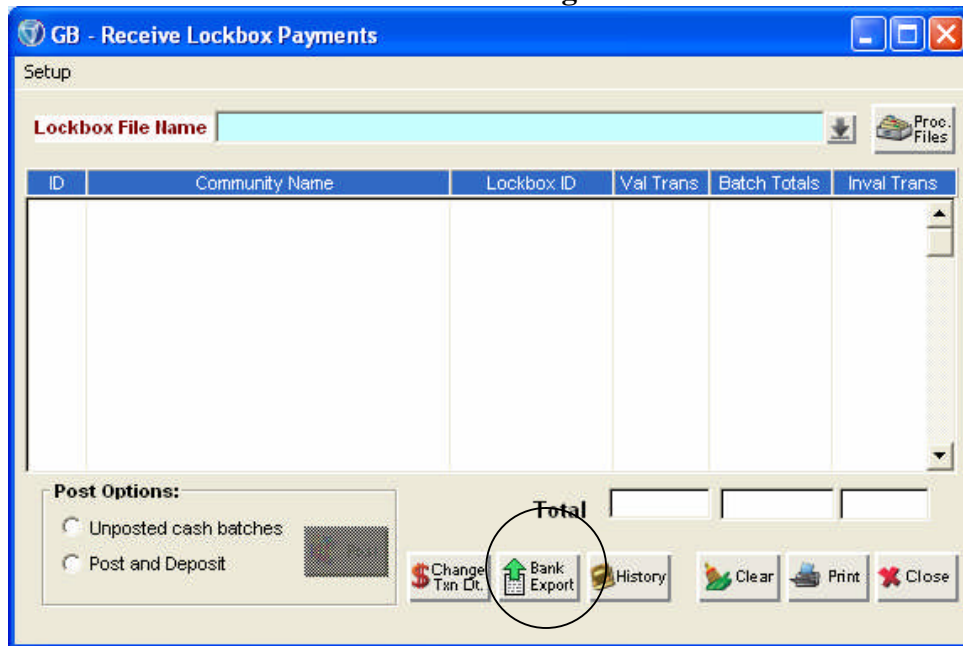 GB - Receive Lockbox Payments
Setup
Lockbox File Name
Proc. Files
ID Community Name Lockbox ID Val Trans Batch Totals Inval Trans
Post Options:
Unposted cash batches
Post and Deposit
Total
Change Txn Dt.
Bank Export
History
Clear
Print
Close